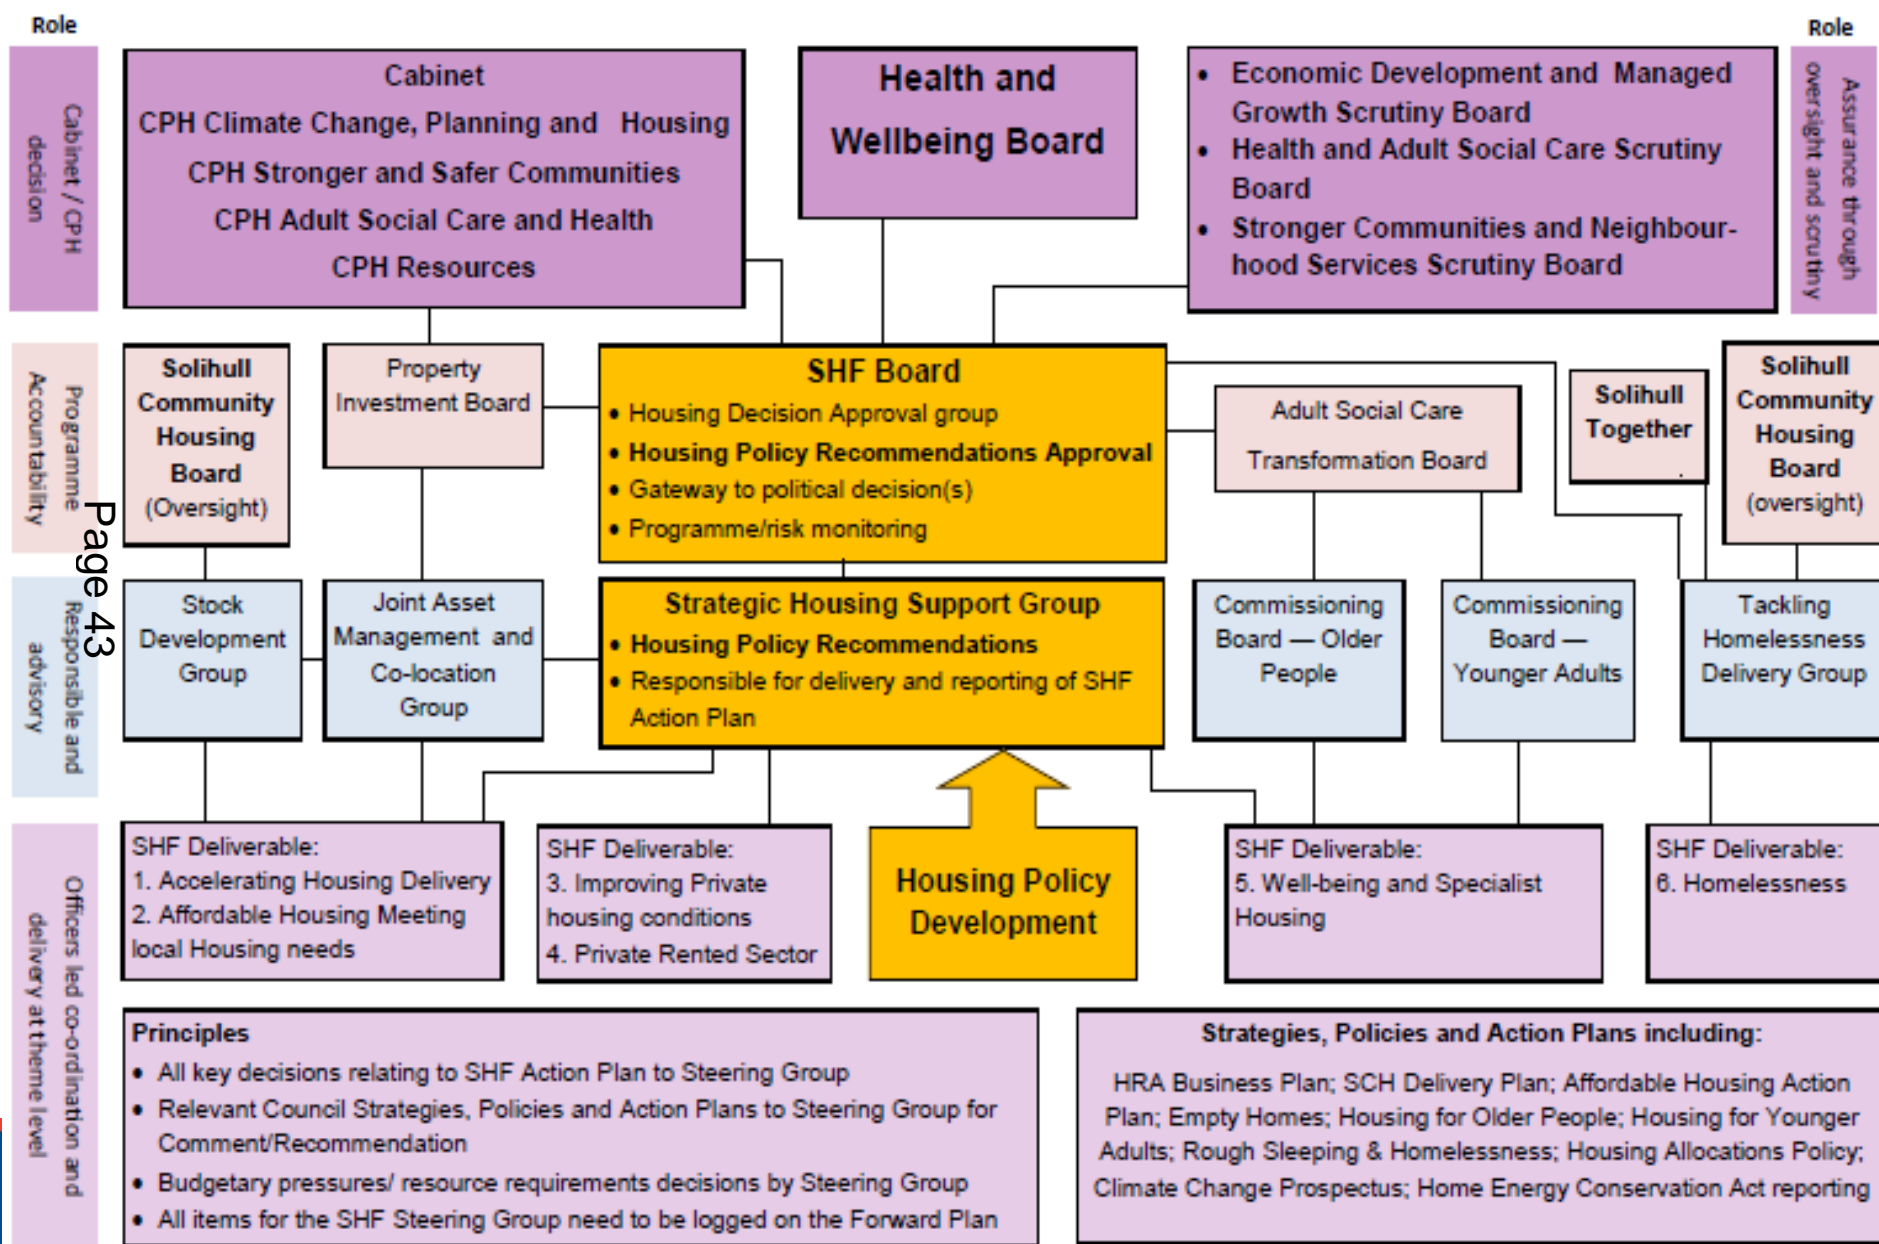 Role
Role
Cabinet / CPH
decision
Cabinet
CPH Climate Change, Planning and Housing
CPH Stronger and Safer Communities
CPH Adult Social Care and Health
CPH Resources
Health and
Wellbeing Board
• Economic Development and Managed
Growth Scrutiny Board
• Health and Adult Social Care Scrutiny
Board
• Stronger Communities and Neighbour-
hood Services Scrutiny Board
Assurance through
oversight and scrutiny
Programme
Accountability
Solihull
Community
Housing
Board
(Oversight)
Property
Investment Board
SHF Board
• Housing Decision Approval group
• Housing Policy Recommendations Approval
• Gateway to political decision(s)
• Programme/risk monitoring
Adult Social Care
Transformation Board
Solihull
Together
.
Solihull
Community
Housing
Board
(oversight)
Page 43
Responsible and
advisory
Stock
Development
Group
Joint Asset
Management and
Co-location
Group
Strategic Housing Support Group
• Housing Policy Recommendations
• Responsible for delivery and reporting of SHF
Action Plan
Commissioning
Board — Older
People
Commissioning
Board —
Younger Adults
Tackling
Homelessness
Delivery Group
Officers led co-ordination and
delivery at theme level
SHF Deliverable:
1. Accelerating Housing Delivery
2. Affordable Housing Meeting
local Housing needs
SHF Deliverable:
3. Improving Private
housing conditions
4. Private Rented Sector
Housing Policy
Development
SHF Deliverable:
5. Well-being and Specialist
Housing
SHF Deliverable:
6. Homelessness
Principles
• All key decisions relating to SHF Action Plan to Steering Group
• Relevant Council Strategies, Policies and Action Plans to Steering Group for
Comment/Recommendation
• Budgetary pressures/ resource requirements decisions by Steering Group
• All items for the SHF Steering Group need to be logged on the Forward Plan
Strategies, Policies and Action Plans including:
HRA Business Plan; SCH Delivery Plan; Affordable Housing Action
Plan; Empty Homes; Housing for Older People; Housing for Younger
Adults; Rough Sleeping & Homelessness; Housing Allocations Policy;
Climate Change Prospectus; Home Energy Conservation Act reporting